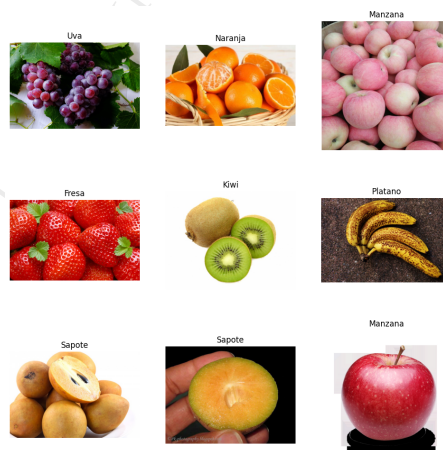 Uva
Naranja
Manzana
Fresa
Kiwi
Platano
Sapote
Sapote
Manzana